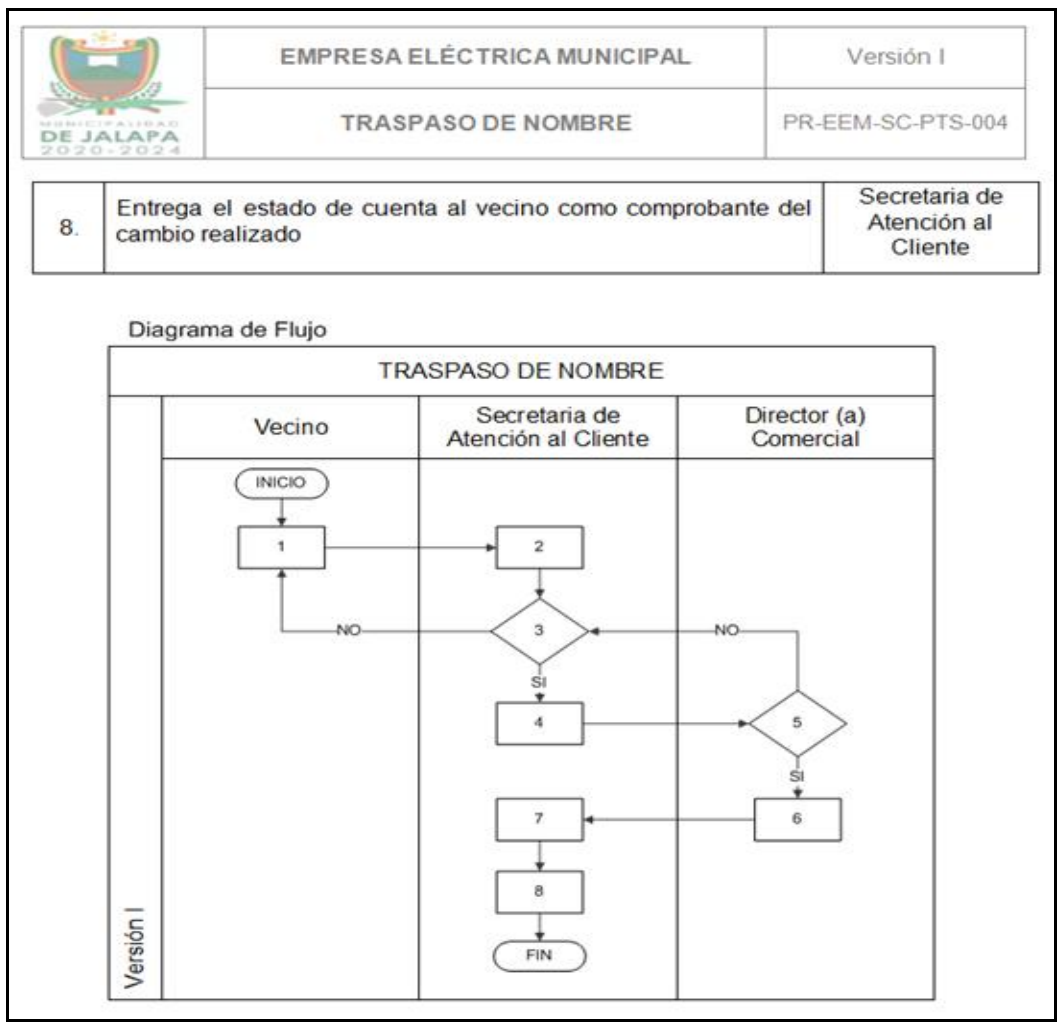 EMPRESA ELÉCTRICA MUNICIPAL
Versión I
MUNICIPALIDAD
DE JALAPA
2020-2024
TRASPASO DE NOMBRE
PR-EEM-SC-PTS-004
8.
Entrega el estado de cuenta al vecino como comprobante del
cambio realizado
Secretaria de
Atención al
Cliente
Diagrama de Flujo
TRASPASO DE NOMBRE
Vecino
Secretaria de
Atención al Cliente
Director (a)
Comercial
INICIO
1
2
NO
3
NO
SI
4
5
SI
7
6
8
FIN
Versión I